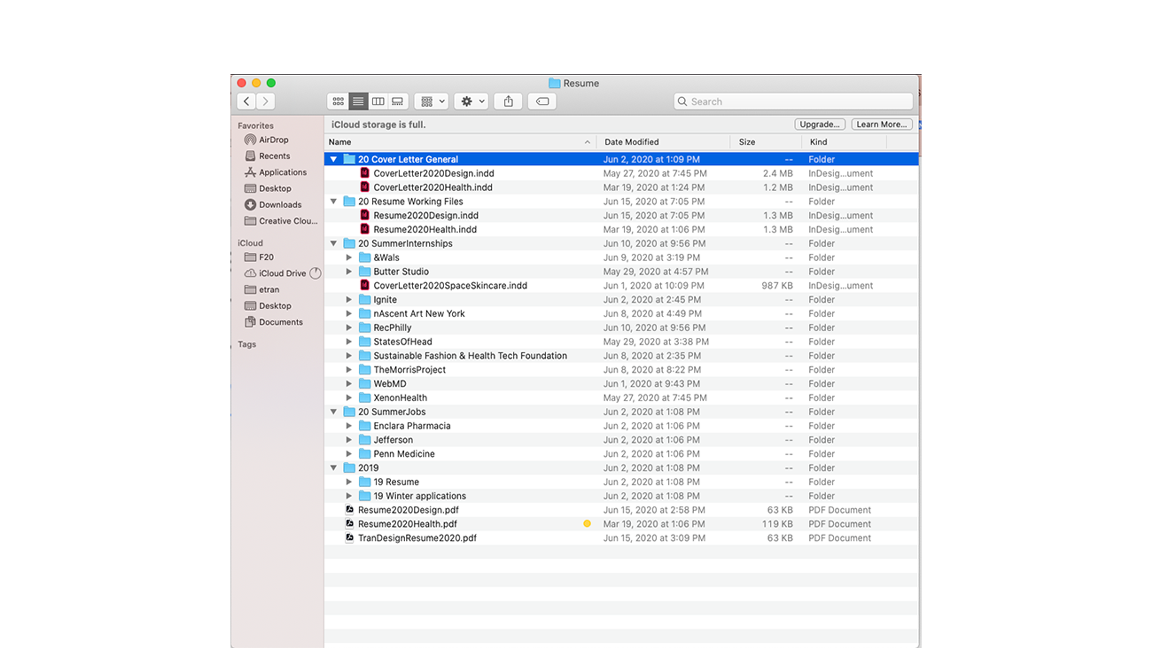 Resume
Search
Favorites
AirDrop
Recents
Applications
Desktop
Downloads
Creative Clou...
iCloud
F20
iCloud Drive
etran
Desktop
Documents
Tags
iCloud storage is full. Upgrade... Learn More...
Name Date Modified Size Kind
20 Cover Letter General Jun 2, 2020 at 1:09 PM -- Folder
CoverLetter2020Design.indd May 27, 2020 at 7:45 PM 2.4 MB InDesig...ument
CoverLetter2020Health.indd Mar 19, 2020 at 1:24 PM 1.2 MB InDesig...ument
20 Resume Working Files Jun 15, 2020 at 7:05 PM -- Folder
Resume2020Design.indd Jun 15, 2020 at 7:05 PM 1.3 MB InDesig...ument
Resume2020Health.indd Mar 19, 2020 at 1:06 PM 1.3 MB InDesig...ument
20 SummerInternships Jun 10, 2020 at 9:56 PM -- Folder
&Wals Jun 9, 2020 at 3:19 PM -- Folder
Butter Studio May 29, 2020 at 4:57 PM -- Folder
CoverLetter2020SpaceSkincare.indd Jun 1, 2020 at 10:09 PM 987 KB InDesig...ument
Ignite Jun 2, 2020 at 2:45 PM -- Folder
nAscent Art New York Jun 8, 2020 at 4:49 PM -- Folder
RecPhilly Jun 10, 2020 at 9:56 PM -- Folder
StatesOfHead May 29, 2020 at 3:38 PM -- Folder
Sustainable Fashion & Health Tech Foundation Jun 8, 2020 at 2:35 PM -- Folder
TheMorrisProject Jun 8, 2020 at 8:22 PM -- Folder
WebMD Jun 1, 2020 at 9:43 PM -- Folder
XenonHealth May 27, 2020 at 7:45 PM -- Folder
20 SummerJobs Jun 2, 2020 at 1:08 PM -- Folder
Enclara Pharmacia Jun 2, 2020 at 1:06 PM -- Folder
Jefferson Jun 2, 2020 at 1:06 PM -- Folder
Penn Medicine Jun 2, 2020 at 1:06 PM -- Folder
2019 Jun 2, 2020 at 1:08 PM -- Folder
19 Resume Jun 2, 2020 at 1:08 PM -- Folder
19 Winter applications Jun 2, 2020 at 1:08 PM -- Folder
Resume2020Design.pdf Jun 15, 2020 at 2:58 PM 63 KB PDF Document
Resume2020Health.pdf Mar 19, 2020 at 1:06 PM 119 KB PDF Document
TranDesignResume2020.pdf Jun 15, 2020 at 3:09 PM 63 KB PDF Document